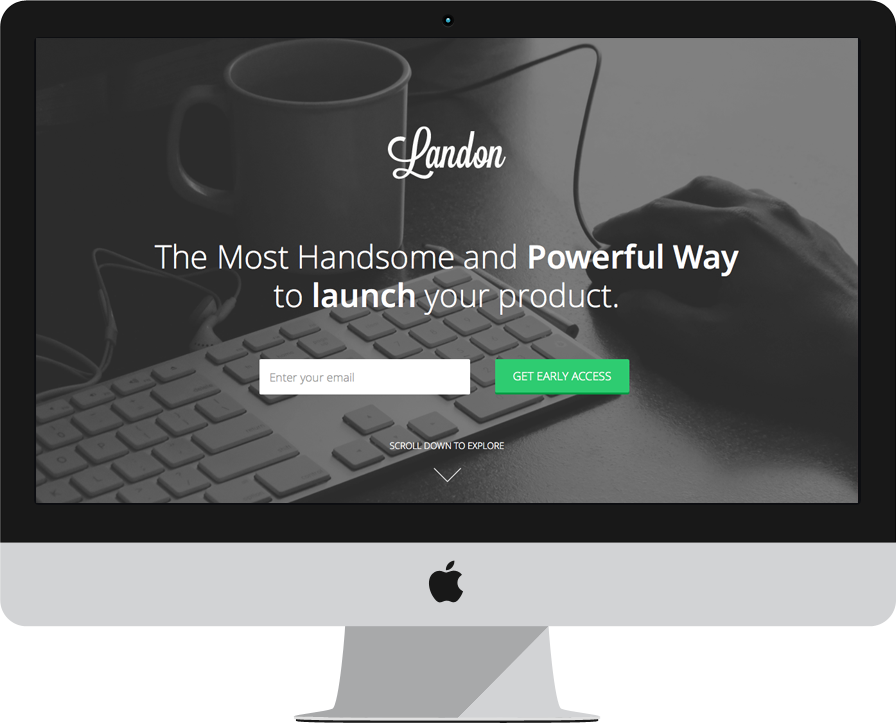 Landon
The Most Handsome and Powerful Way
to launch your product.
Enter your email
GET EARLY ACCESS
SCROLL DOWN TO EXPLORE